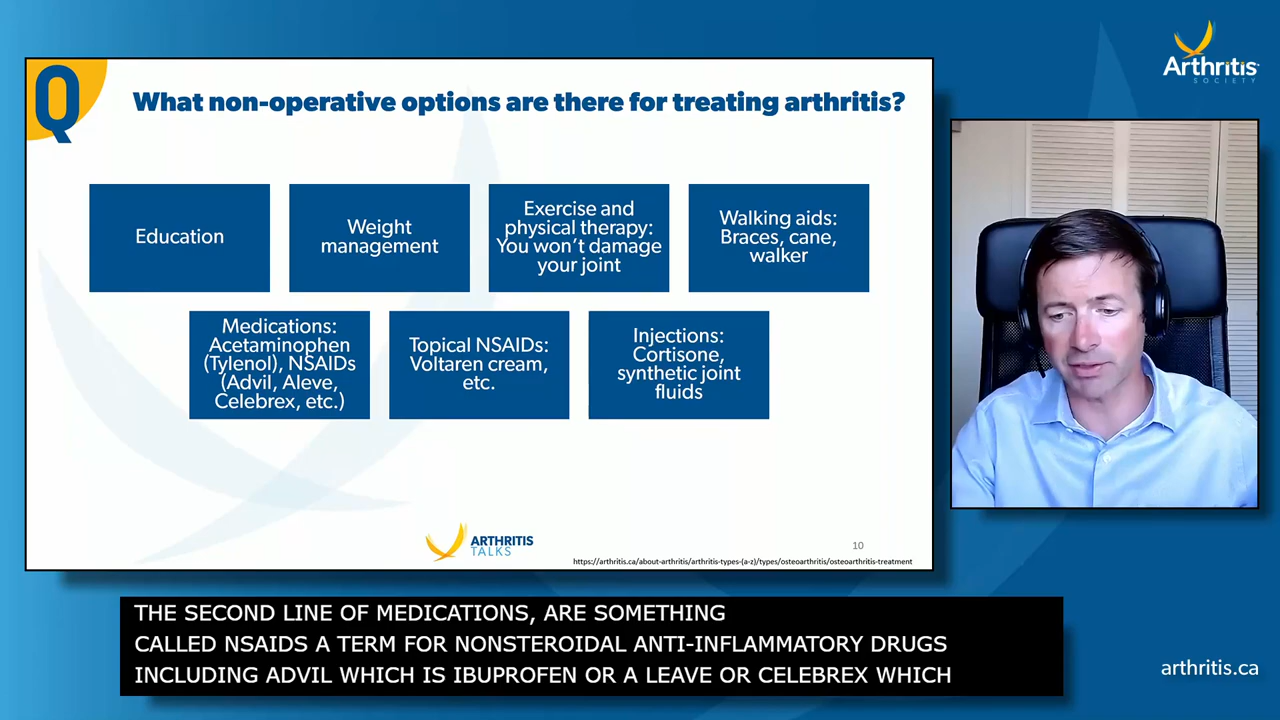 Q
What non-operative options are there for treating arthritis?
Arthritis
SOCIETY
Education
Weight
management
Exercise and
physical therapy:
You won't damage
your joint
Walking aids:
Braces, cane,
walker
Medications:
Acetaminophen
(Tylenol), NSAIDs
(Advil, Aleve,
Celebrex, etc.)
Topical NSAIDs:
Voltaren cream,
etc.
Injections:
Cortisone,
synthetic joint
fluids
ARTHRITIS
TALKS
10
https://arthritis.ca/about-arthritis/arthritis-types-(a-z)/types/osteoarthritis/osteoarthritis-treatment
THE SECOND LINE OF MEDICATIONS, ARE SOMETHING
CALLED NSAIDS A TERM FOR NONSTEROIDAL ANTI-INFLAMMATORY DRUGS
INCLUDING ADVIL WHICH IS IBUPROFEN OR A LEAVE OR CELEBREX WHICH
arthritis.ca